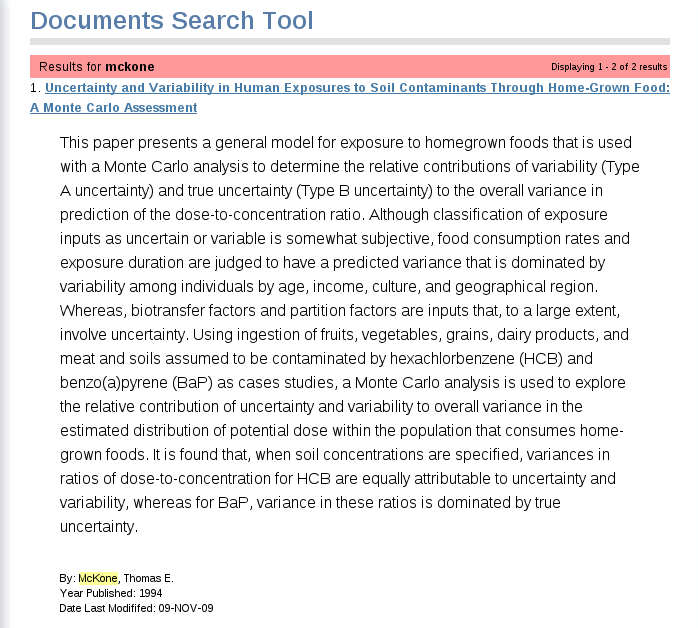 Documents Search Tool
Results for mckone
Displaying 1 - 2 of 2 results
1. Uncertainty and Variability in Human Exposures to Soil Contaminants Through Home-Grown Food:
A Monte Carlo Assessment
This paper presents a general model for exposure to homegrown foods that is used
with a Monte Carlo analysis to determine the relative contributions of variability (Type
A uncertainty) and true uncertainty (Type B uncertainty) to the overall variance in
prediction of the dose-to-concentration ratio. Although classification of exposure
inputs as uncertain or variable is somewhat subjective, food consumption rates and
exposure duration are judged to have a predicted variance that is dominated by
variability among individuals by age, income, culture, and geographical region.
Whereas, biotransfer factors and partition factors are inputs that, to a large extent,
involve uncertainty. Using ingestion of fruits, vegetables, grains, dairy products, and
meat and soils assumed to be contaminated by hexachlorbenzene (HCB) and
benzo(a)pyrene (BaP) as cases studies, a Monte Carlo analysis is used to explore
the relative contribution of uncertainty and variability to overall variance in the
estimated distribution of potential dose within the population that consumes home-
grown foods. It is found that, when soil concentrations are specified, variances in
ratios of dose-to-concentration for HCB are equally attributable to uncertainty and
variability, whereas for BaP, variance in these ratios is dominated by true
uncertainty.
By: McKone, Thomas E.
Year Published: 1994
Date Last Modifified: 09-NOV-09